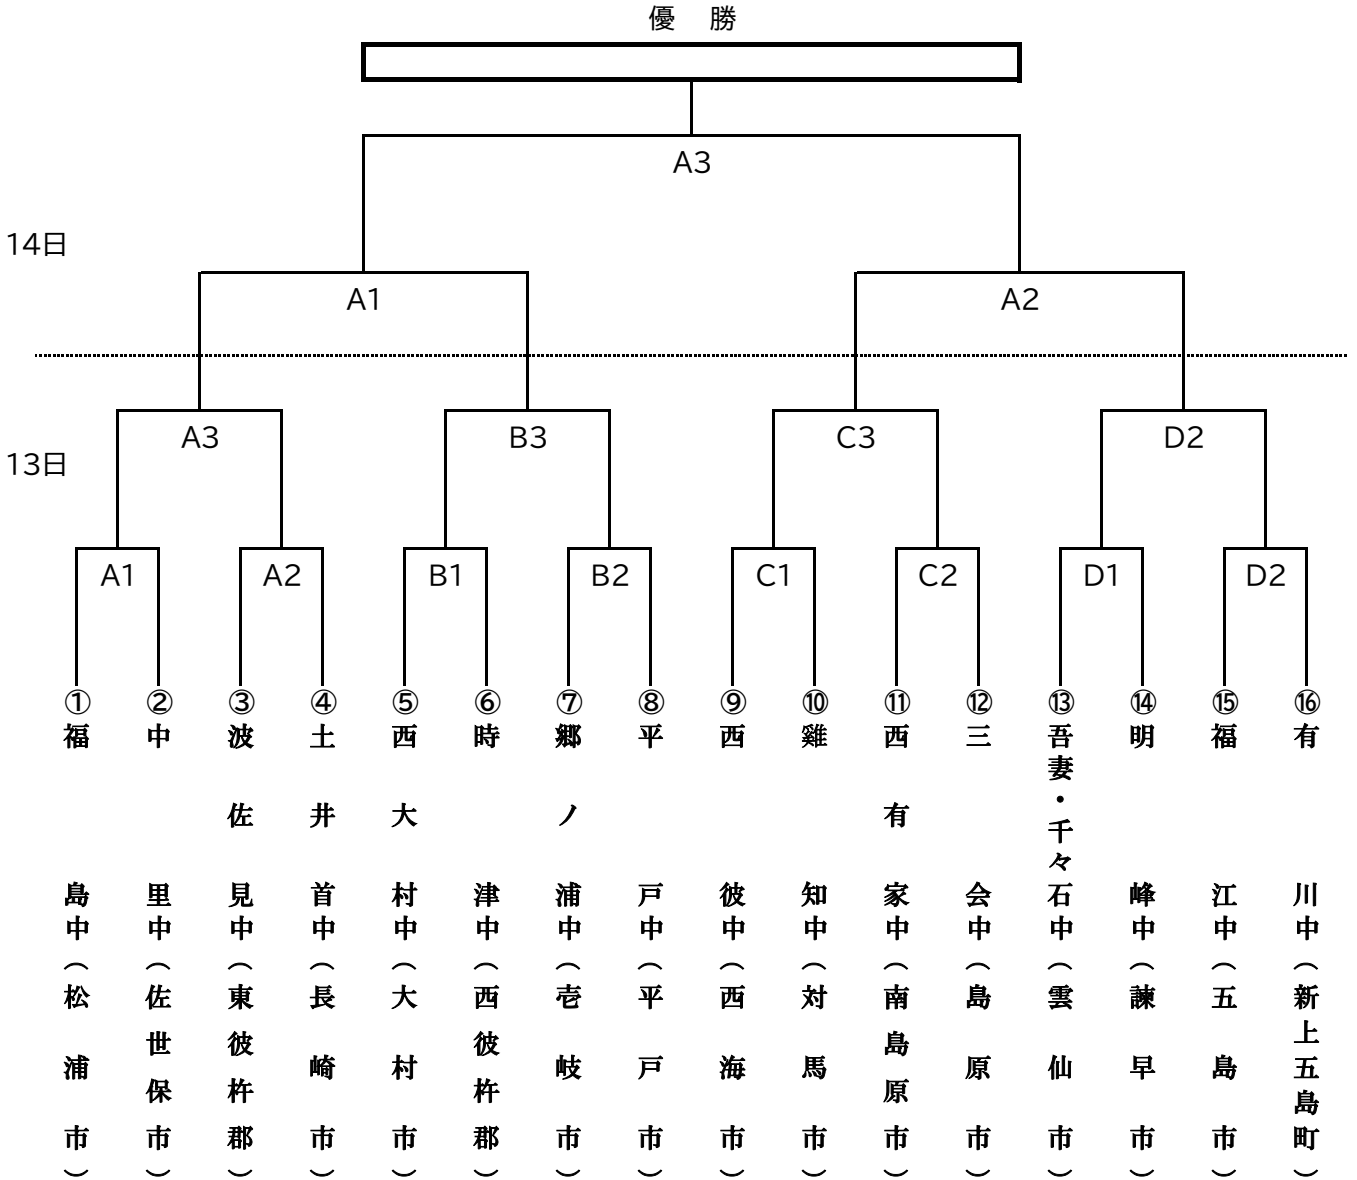 優　勝
A3
14日
A1
A2
13日
A3
B3
C3
D2
A1
A2
B1
B2
C1
C2
D1
D2
①福島中（松浦市）
②中里中（佐世保市）
③波佐見中（東彼杵郡）
④土井首中（長崎市）
⑤西大村中（大村市）
⑥時津中（西彼杵郡）
⑦郷ノ浦中（壱岐市）
⑧平戸中（平戸市）
⑨西彼中（西海市）
⑩雞知中（対馬市）
⑪西有家中（南島原市）
⑫三会中（島原市）
⑬吾妻・千々石中（雲仙市）
⑭明峰中（諫早市）
⑮福江中（五島市）
⑯有川中（新上五島町）